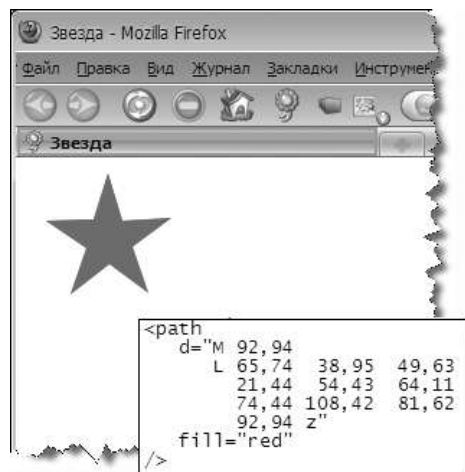 Звезда - Mozilla Firefox
Файл Правка Вид Журнал Закладки
Звезда
<path
d="M 92,94
L 65,74 38,95 49,63
21,44 54,43 64,11
74,44 108,42 81,62
92,94 z"
fill="red"
/>